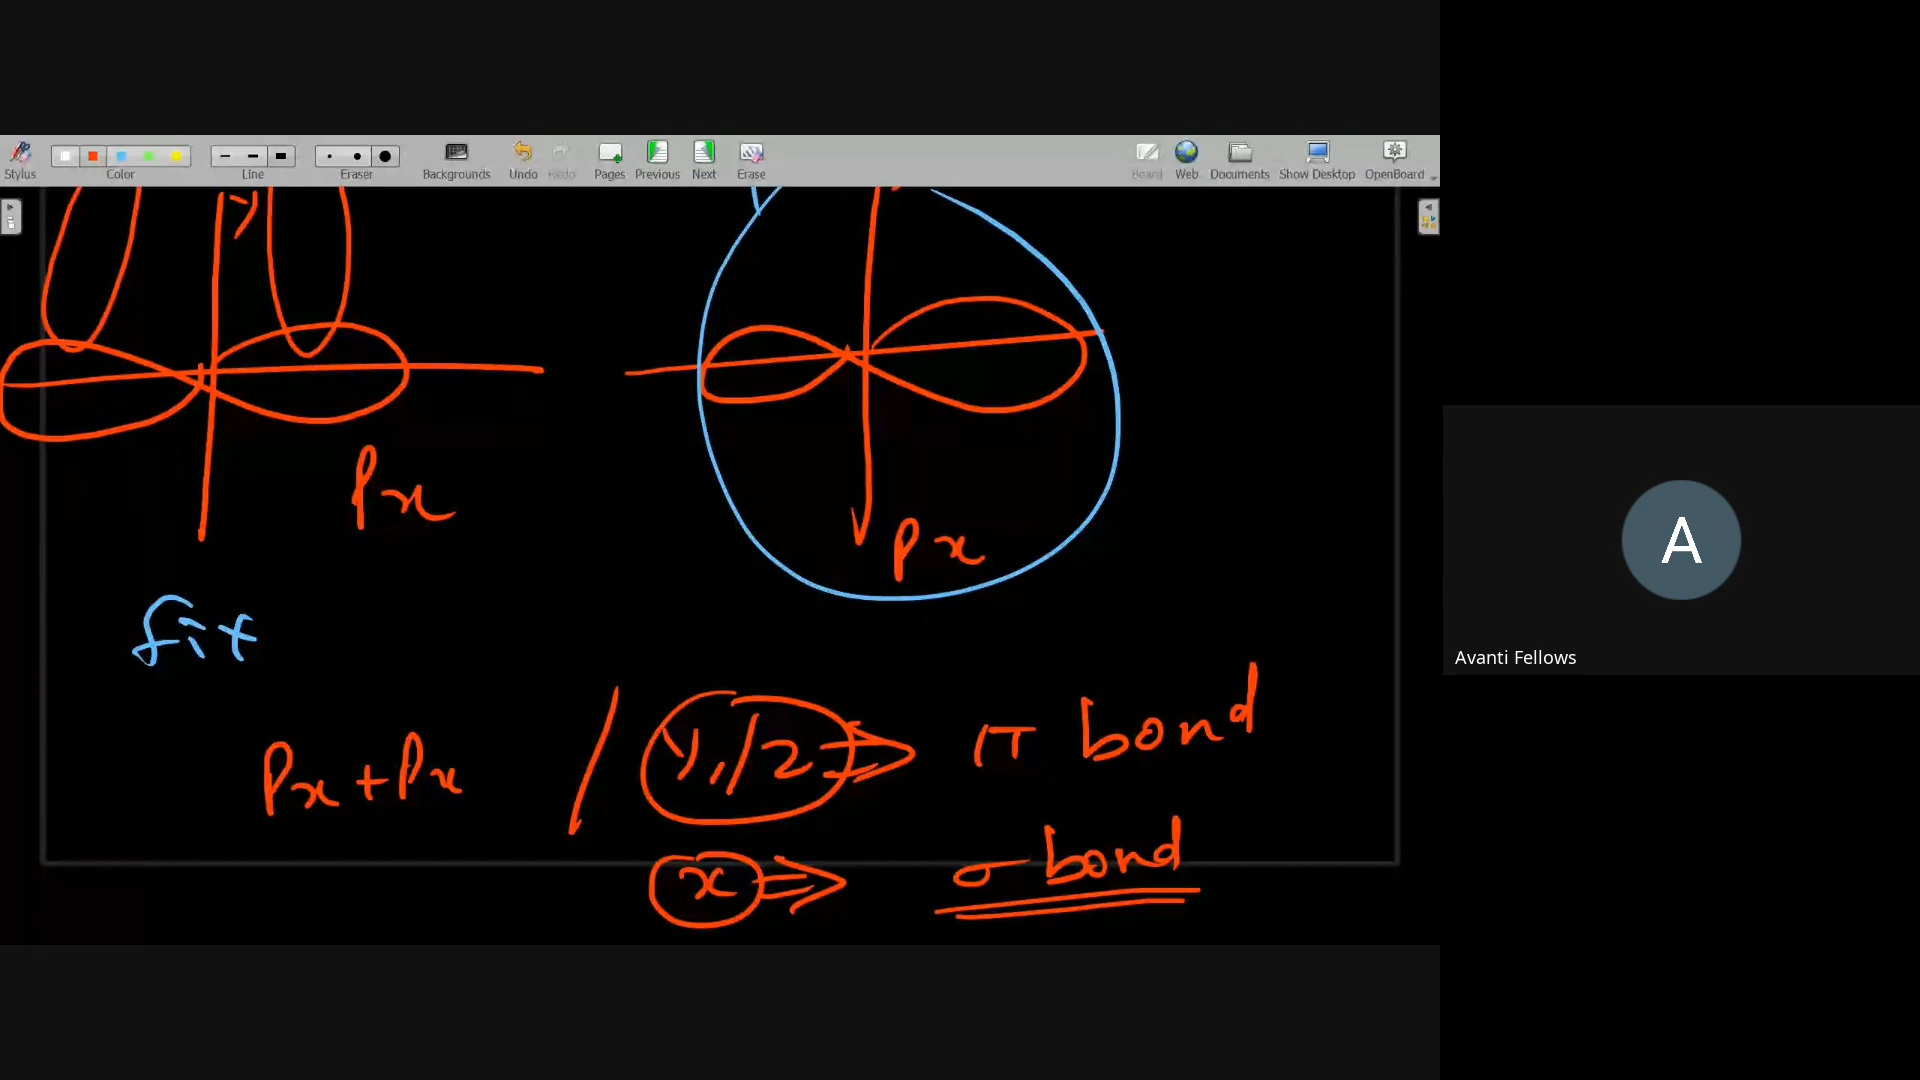 Stylus Color Line Eraser Backgrounds Undo Redo Pages Previous Next Erase Board Web Documents Show Desktop OpenBoard
y
Px
Px
fit
Px + Px / y, / z ⇒ π bond
x ⇒ σ bond
A
Avanti Fellows